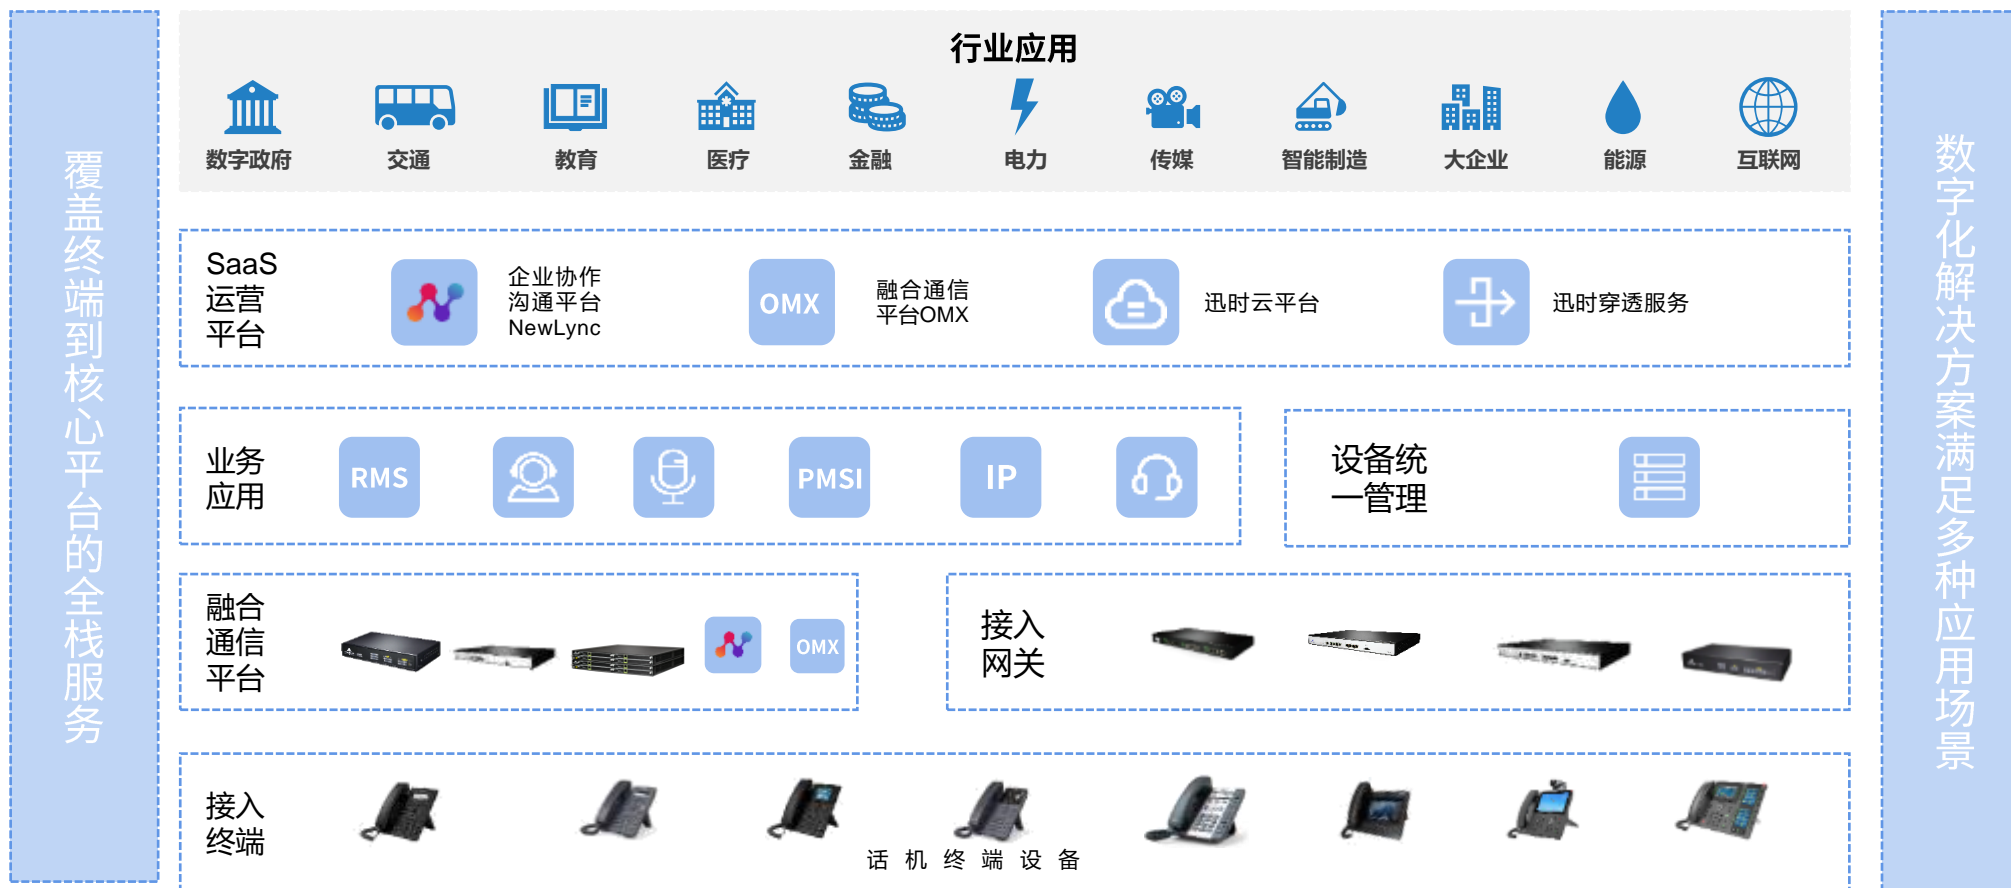 覆盖终端到核心平台的全栈服务
行业应用
数字政府
交通
教育
医疗
金融
电力
传媒
智能制造
大企业
能源
互联网
SaaS
运营
平台
企业协作
沟通平台
NewLync
OMX
融合通信
平台OMX
迅时云平台
迅时穿透服务
业务
应用
RMS
PMSI
IP
设备统
一管理
融合
通信
平台
OMX
接入
网关
接入
终端
话机终端设备
数字化解决方案满足多种应用场景